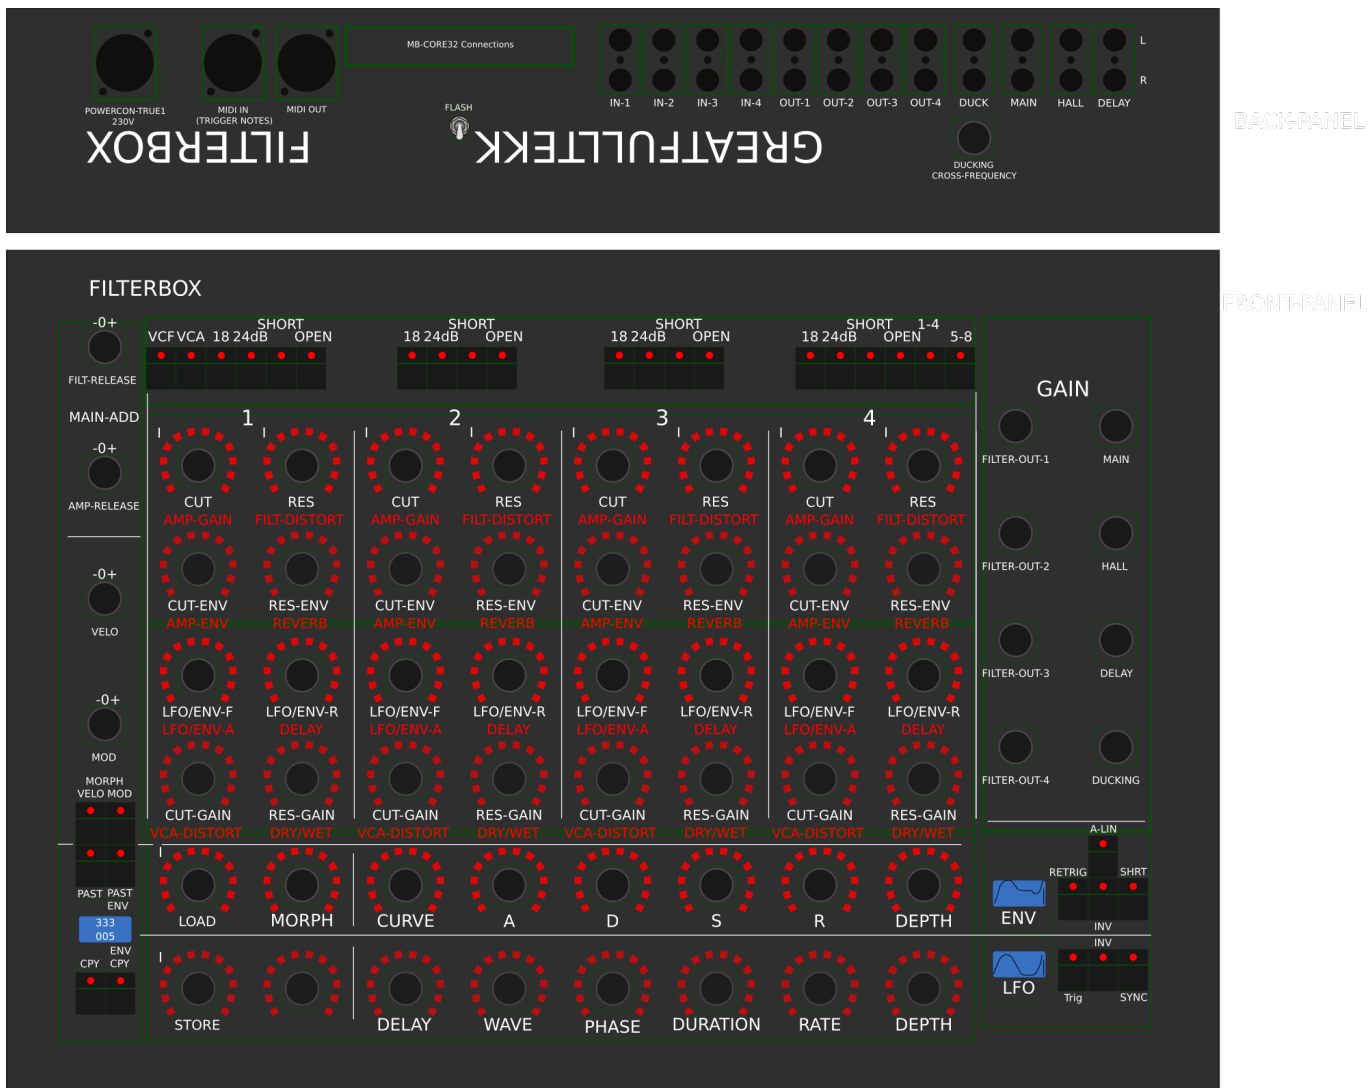 MB-CORE32 Connections
L
R
POWERCON-TRUE1
230V
MIDI IN
(TRIGGER NOTES)
MIDI OUT
FLASH
IN-1 IN-2 IN-3 IN-4 OUT-1 OUT-2 OUT-3 OUT-4 DUCK MAIN HALL DELAY
BACK-PANEL
FILTERBOX
GREATFULLTEKK
DUCKING
CROSS-FREQUENCY
FILTERBOX
FRONT-PANEL
-0+
FILT-RELEASE
MAIN-ADD
-0+
AMP-RELEASE
-0+
VELO
-0+
MOD
MORPH
VELO MOD
PAST PAST
ENV
333
005
ENV
CPY CPY
SHORT SHORT SHORT SHORT 1-4
VCF VCA 18 24dB OPEN 18 24dB OPEN 18 24dB OPEN 18 24dB OPEN 5-8
1 2 3 4
CUT RES CUT RES CUT RES CUT RES
AMP-GAIN FILT-DISTORT AMP-GAIN FILT-DISTORT AMP-GAIN FILT-DISTORT AMP-GAIN FILT-DISTORT
CUT-ENV RES-ENV CUT-ENV RES-ENV CUT-ENV RES-ENV CUT-ENV RES-ENV
AMP-ENV REVERB AMP-ENV REVERB AMP-ENV REVERB AMP-ENV REVERB
LFO/ENV-F LFO/ENV-R LFO/ENV-F LFO/ENV-R LFO/ENV-F LFO/ENV-R LFO/ENV-F LFO/ENV-R
LFO/ENV-A DELAY LFO/ENV-A DELAY LFO/ENV-A DELAY LFO/ENV-A DELAY
CUT-GAIN RES-GAIN CUT-GAIN RES-GAIN CUT-GAIN RES-GAIN CUT-GAIN RES-GAIN
VCA-DISTORT DRY/WET VCA-DISTORT DRY/WET VCA-DISTORT DRY/WET VCA-DISTORT DRY/WET
LOAD MORPH CURVE A D S R DEPTH
STORE DELAY WAVE PHASE DURATION RATE DEPTH
GAIN
FILTER-OUT-1 MAIN
FILTER-OUT-2 HALL
FILTER-OUT-3 DELAY
FILTER-OUT-4 DUCKING
A-LIN
RETRIG SHRT
ENV
INV
INV
LFO
Trig SYNC